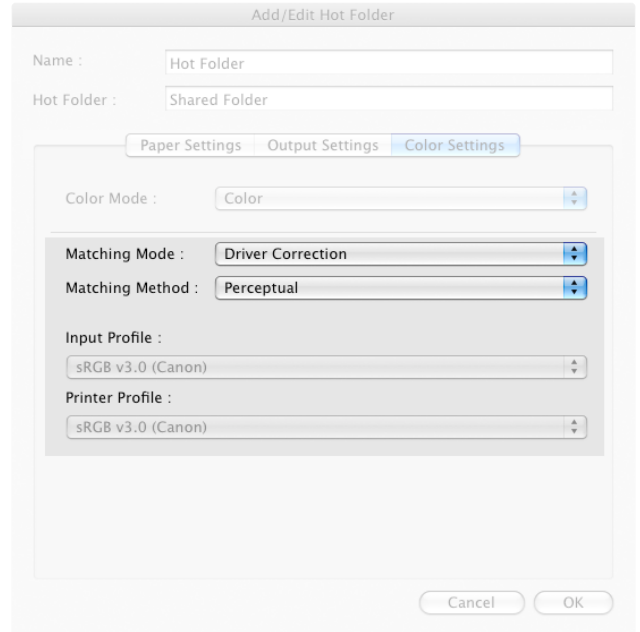 Add/Edit Hot Folder
Name : Hot Folder
Hot Folder : Shared Folder
Paper Settings Output Settings Color Settings
Color Mode : Color
Matching Mode : Driver Correction
Matching Method : Perceptual
Input Profile :
sRGB v3.0 (Canon)
Printer Profile :
sRGB v3.0 (Canon)
Cancel OK